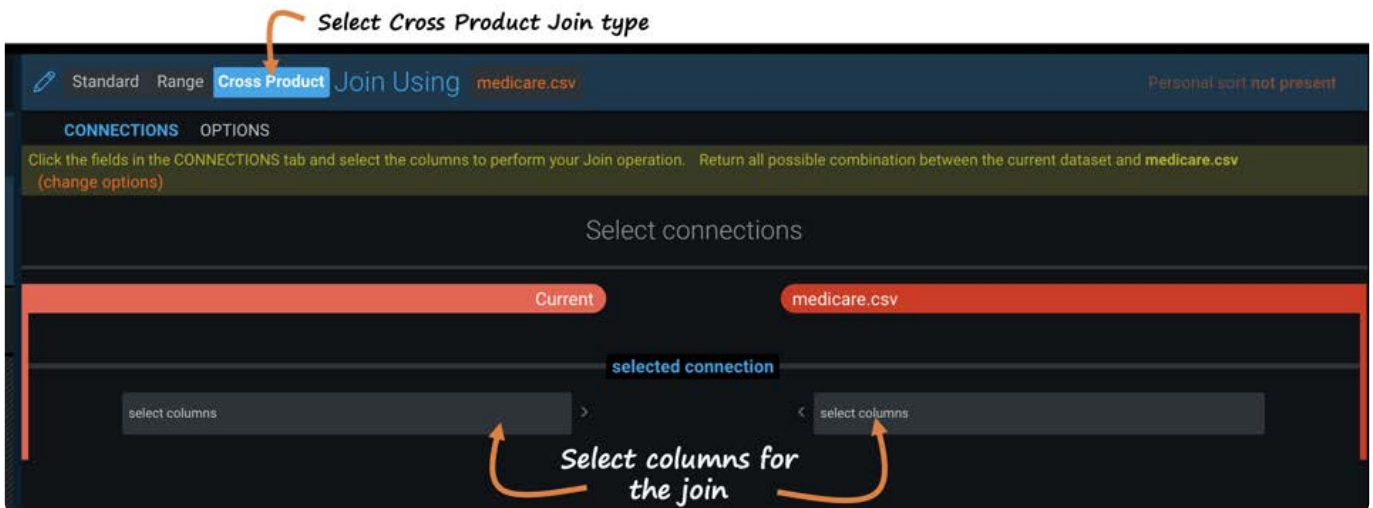 Select Cross Product Join type
Standard Range Cross Product Join Using medicare.csv Personal sort not present
CONNECTIONS OPTIONS
Click the fields in the CONNECTIONS tab and select the columns to perform your Join operation. Return all possible combination between the current dataset and medicare.csv
(change options)
Select connections
Current medicare.csv
selected connection
select columns > < select columns
Select columns for
the join